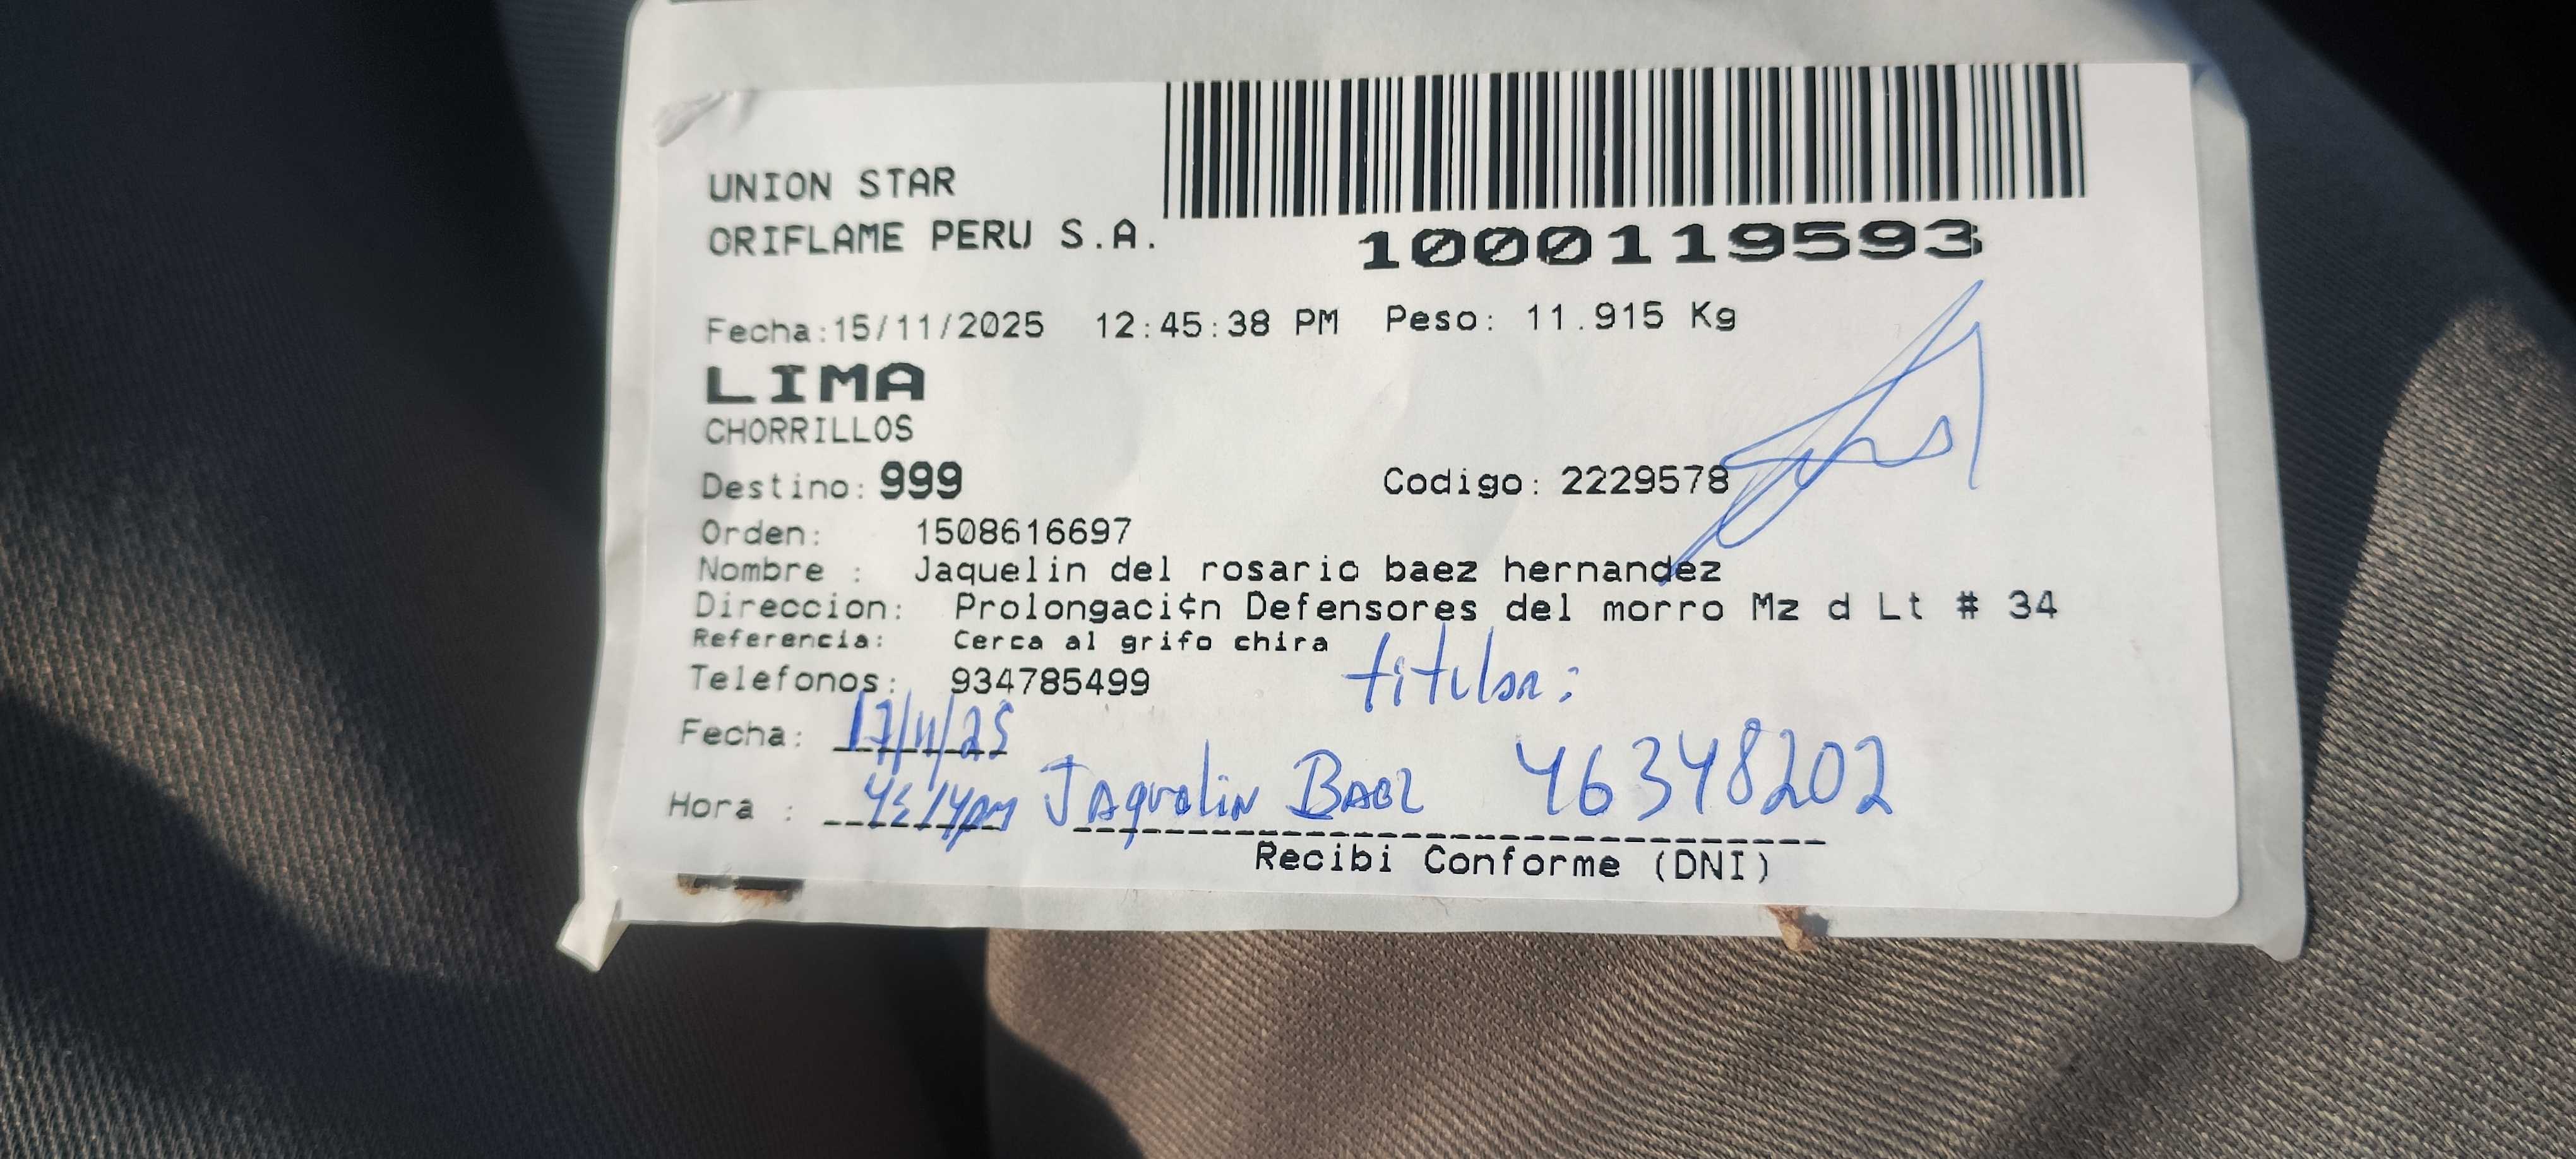 UNION STAR
ORIFLAME PERU S.A.
1000119593
Fecha:15/11/2025 12:45:38 PM Peso: 11.915 Kg
LIMA
CHORRILLOS
Destino: 999 Codigo: 2229578
Orden: 1508616697
Nombre : Jaquelin del rosario baez hernandez
Direccion: Prolongaci¢n Defensores del morro Mz d Lt # 34
Referencia: Cerca al grifo chira
Telefonos: 934785499
titular:
Fecha: 17/11/25
Hora : Jaquelin Baez 46348202
Recibi Conforme (DNI)